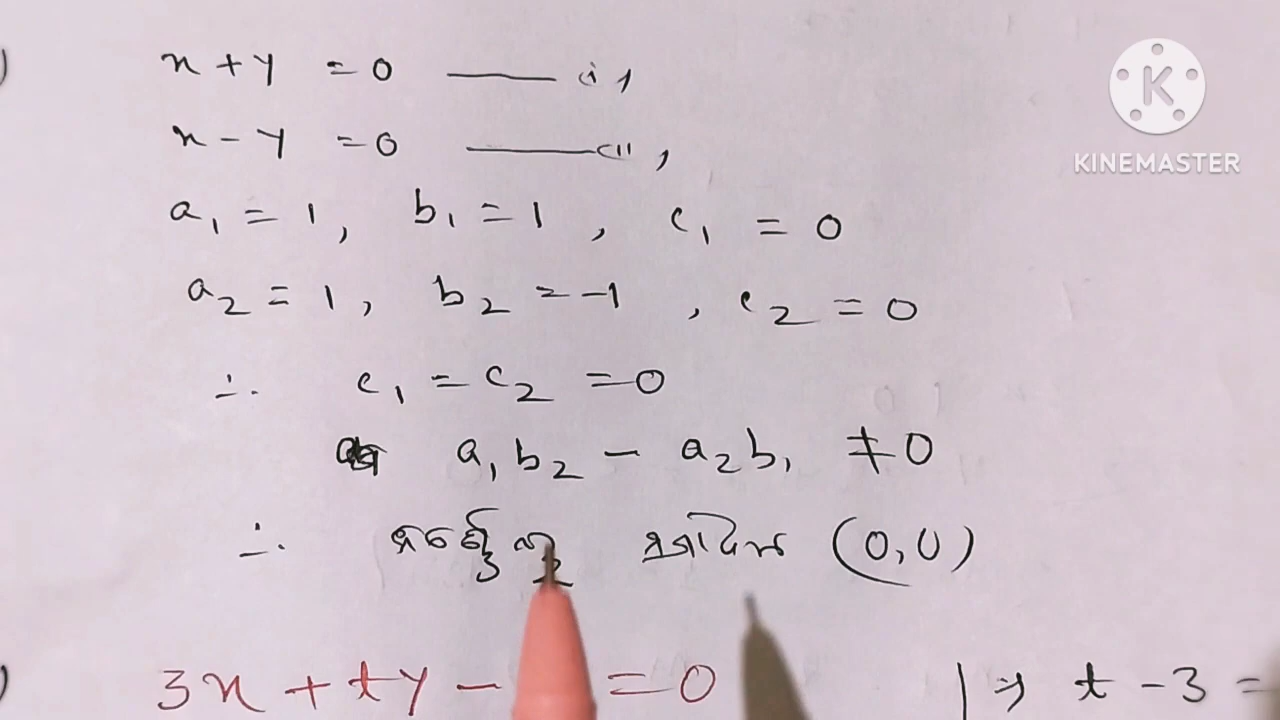 x + y = 0 ——— (i)
KINEMASTER
x - y = 0 ——— (ii)
a₁ = 1, b₁ = 1, c₁ = 0
a₂ = 1, b₂ = -1, c₂ = 0
∴ c₁ = c₂ = 0
a₁b₂ - a₂b₁ ≠ 0
∴ ସମାଧାନ (0,0)
3x + ty - = 0 | ⇒ t - 3 =